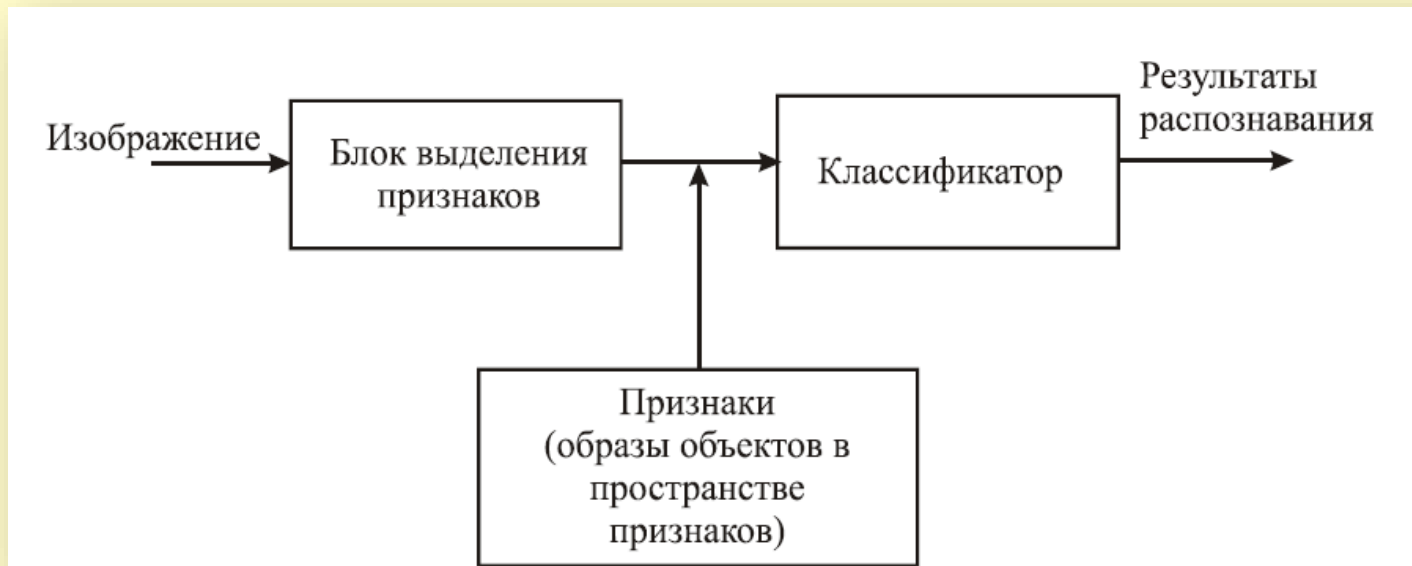 Изображение
Блок выделения
признаков
Классификатор
Результаты
распознавания
Признаки
(образы объектов в
пространстве
признаков)